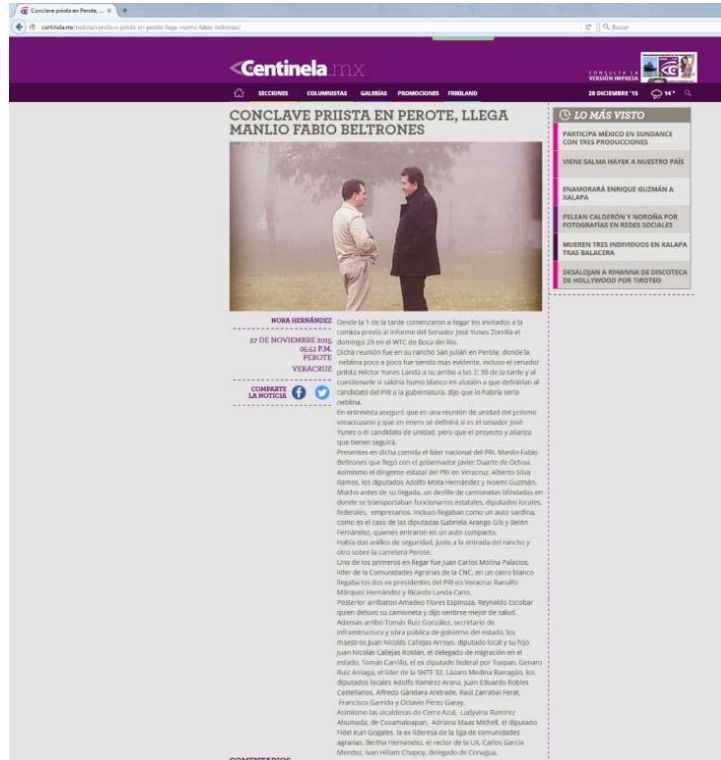 Conclave priista en Perote, ...
centinela.mx/noticia/conclave-priista-en-perote-llega-manlio-fabio-beltrones/
Buscar
Centinela.mx
CONSULTA LA
VERSIÓN IMPRESA
SECCIONES COLUMNISTAS GALERÍAS PROMOCIONES FRIKILAND
28 DICIEMBRE '15 14°
CONCLAVE PRIISTA EN PEROTE, LLEGA
MANLIO FABIO BELTRONES
NORA HERNÁNDEZ
27 DE NOVIEMBRE 2015
05:51 P.M.
PEROTE
VERACRUZ
COMPARTE
LA NOTICIA
Desde la 1 de la tarde comenzaron a llegar los invitados a la
comida previo al informe del Senador José Yunes Zorrilla el
domingo 29 en el WTC de Boca del Río.
Dicha reunión fue en su rancho San Julián en Perote, donde la
neblina poco a poco fue siendo mas evidente, incluso el senador
priista Héctor Yunes Landa a su arribo a las 2: 30 de la tarde y al
cuestionarle si saldría humo blanco en alusión a que definirían al
candidato del PRI a la gubernatura, dijo que lo habría sería
neblina.
En entrevista aseguró que es una reunión de unidad del priismo
veracruzano y que en enero se definirá si es el senador José
Yunes o él candidato de unidad, pero que el proyecto y alianza
que tienen seguirá.
Presentes en dicha comida el líder nacional del PRI, Manlio Fabio
Beltrones que llegó con el gobernador Javier Duarte de Ochoa.
Asimismo el dirigente estatal del PRI en Veracruz, Alberto Silva
Ramos, los diputados Adolfo Mota Hernández y Noemi Guzmán.
Mucho antes de su llegada, un desfile de camionetas blindadas en
donde se transportaban funcionarios estatales, diputados locales,
federales, empresarios. Incluso llegaban como un auto sardina,
como es el caso de las diputadas Gabriela Arango Gib y Belén
Fernández, quienes entraron en un auto compacto.
Había dos anillos de seguridad, justo a la entrada del rancho y
otro sobre la carretera Perote.
Uno de los primeros en llegar fue Juan Carlos Molina Palacios,
líder de la Comunidades Agrarias de la CNC, en un carro blanco
llegaba los dos ex presidentes del PRI en Veracruz Ranulfo
Márquez Hernández y Ricardo Landa Cano.
Posterior arribaron Amadeo Flores Espinoza, Reynaldo Escobar
quien detuvo su camioneta y dijo sentirse mejor de salud.
Además arribó Tomás Ruiz González, secretario de
infraestructura y obra pública de gobierno del estado, los
maestros Juan Nicolás Callejas Arroyo, diputado local y su hijo
Juan Nicolás Callejas Roldán, el delegado de migración en el
estado, Tomas Carrillo, el ex diputado federal por Tuxpan, Genaro
Ruiz Arriaga, el líder de la SNTE 32, Lázaro Medina Barragán, los
diputados locales Adolfo Ramírez Arana, Juan Eduardo Robles
Castellanos, Alfredo Gándara Andrade, Raúl Zarrabal Ferat,
Francisco Garrido y Octavio Pérez Garay.
Asimismo las alcaldesas de Cerro Azul, Ludyvina Ramírez
Ahumada, de Cosamaloapan, Adriana Maas Michell, el diputado
Fidel Kuri Grajales, la ex lideresa de la liga de comunidades
agrarias, Bertha Hernández, el rector de la UX, Carlos García
Mendez, Ivan Hillam Chapoy, delegado de Conagua.
COMENTARIOS
LO MÁS VISTO
PARTICIPA MÉXICO EN SUNDANCE
CON TRES PRODUCCIONES
VIENE SALMA HAYEK A NUESTRO PAÍS
ENAMORARÁ ENRIQUE GUZMÁN A
XALAPA
PELEAN CALDERÓN Y NOROÑA POR
FOTOGRAFÍAS EN REDES SOCIALES
MUEREN TRES INDIVIDUOS EN XALAPA
TRAS BALACERA
DESALOJAN A RIHANNA DE DISCOTECA
DE HOLLYWOOD POR TIROTEO